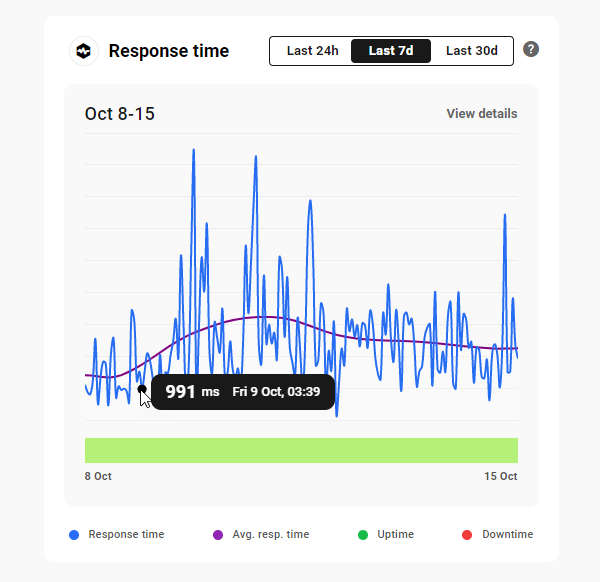 Response time
Last 24h
Last 7d
Last 30d
?
Oct 8-15
View details
991 ms Fri 9 Oct, 03:39
8 Oct
15 Oct
Response time
Avg. resp. time
Uptime
Downtime